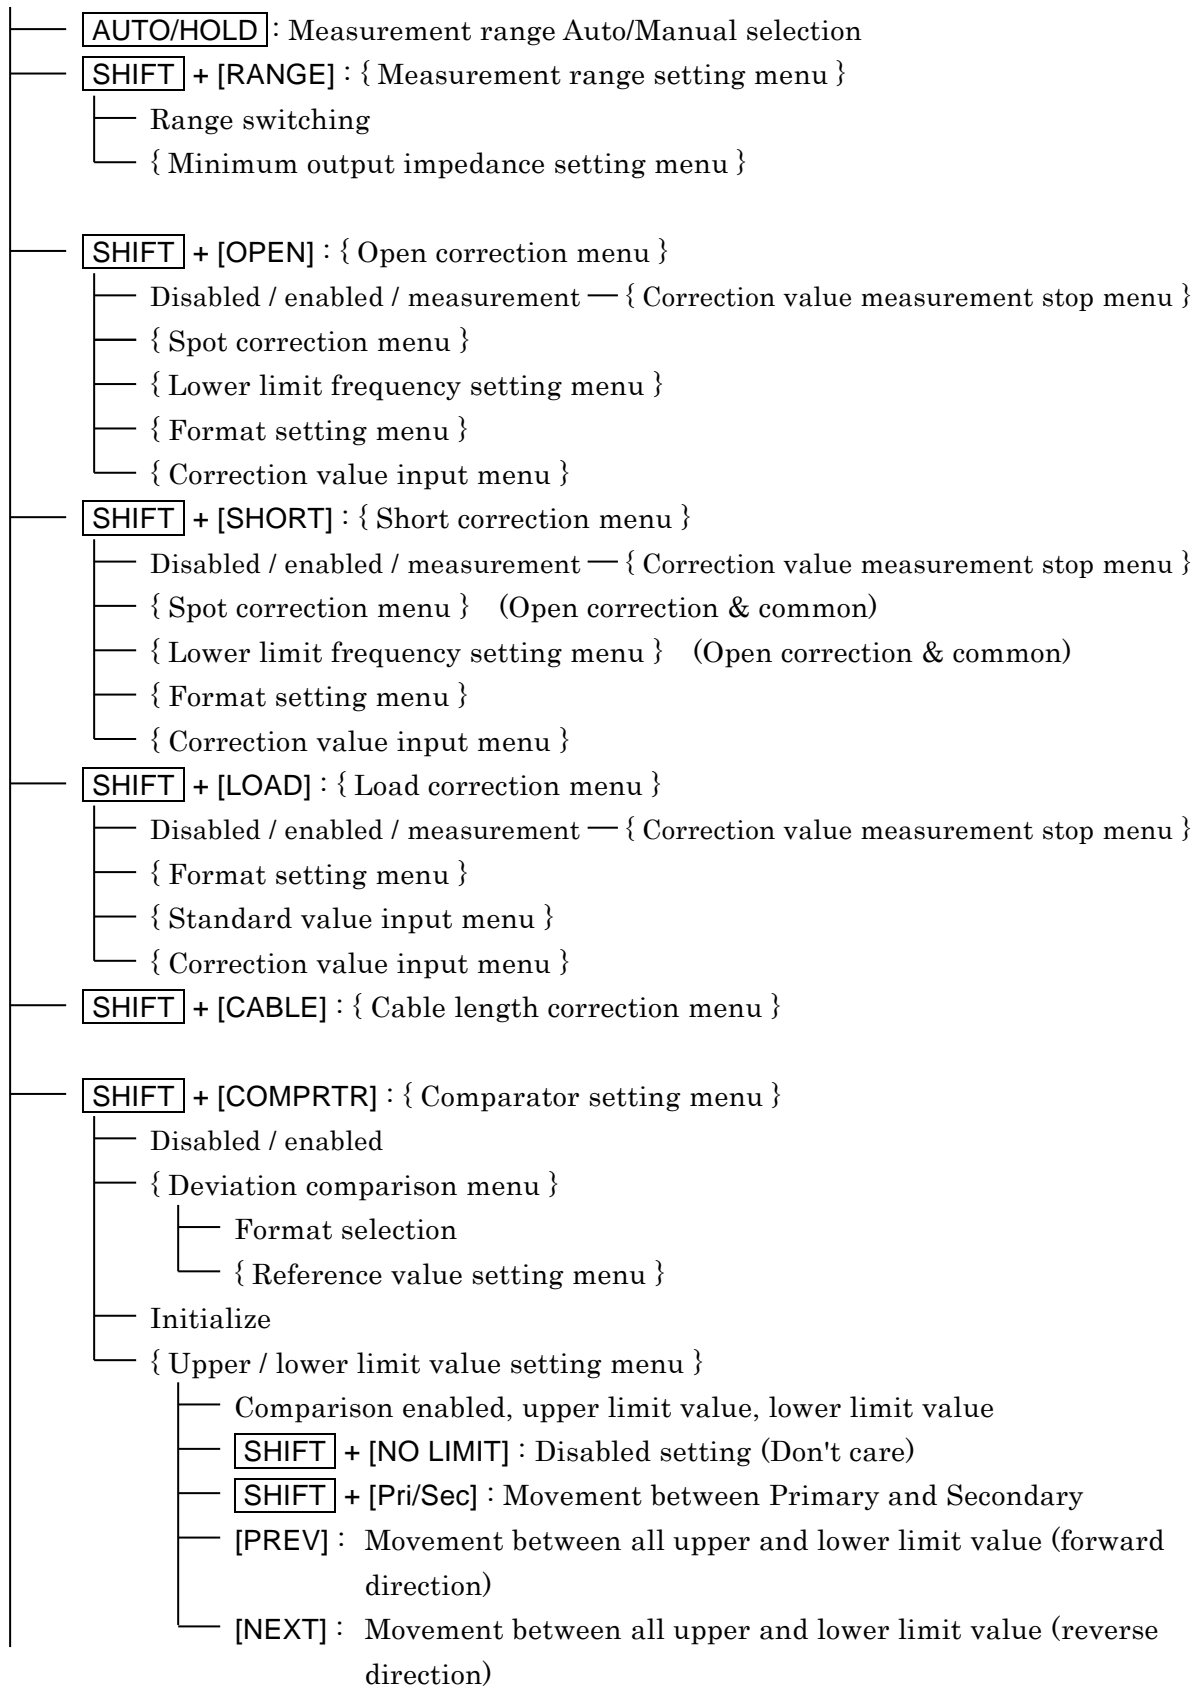 AUTO/HOLD : Measurement range Auto/Manual selection
SHIFT + [RANGE] : { Measurement range setting menu }
Range switching
{ Minimum output impedance setting menu }
SHIFT + [OPEN] : { Open correction menu }
Disabled / enabled / measurement — { Correction value measurement stop menu }
{ Spot correction menu }
{ Lower limit frequency setting menu }
{ Format setting menu }
{ Correction value input menu }
SHIFT + [SHORT] : { Short correction menu }
Disabled / enabled / measurement — { Correction value measurement stop menu }
{ Spot correction menu } (Open correction & common)
{ Lower limit frequency setting menu } (Open correction & common)
{ Format setting menu }
{ Correction value input menu }
SHIFT + [LOAD] : { Load correction menu }
Disabled / enabled / measurement — { Correction value measurement stop menu }
{ Format setting menu }
{ Standard value input menu }
{ Correction value input menu }
SHIFT + [CABLE] : { Cable length correction menu }
SHIFT + [COMPRTR] : { Comparator setting menu }
Disabled / enabled
{ Deviation comparison menu }
Format selection
{ Reference value setting menu }
Initialize
{ Upper / lower limit value setting menu }
Comparison enabled, upper limit value, lower limit value
SHIFT + [NO LIMIT] : Disabled setting (Don't care)
SHIFT + [Pri/Sec] : Movement between Primary and Secondary
[PREV] : Movement between all upper and lower limit value (forward
direction)
[NEXT] : Movement between all upper and lower limit value (reverse
direction)